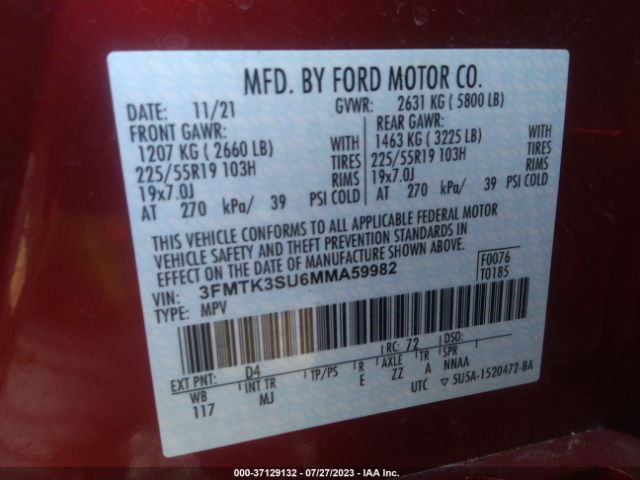 MFD. BY FORD MOTOR CO.
DATE: 11/21 GVWR: 2631 KG ( 5800 LB)
FRONT GAWR: REAR GAWR:
1207 KG ( 2660 LB) WITH 1463 KG ( 3225 LB) WITH
225/55R19 103H TIRES 225/55R19 103H TIRES
19x7.0J RIMS 19x7.0J RIMS
AT 270 kPa/ 39 PSI COLD AT 270 kPa/ 39 PSI COLD
THIS VEHICLE CONFORMS TO ALL APPLICABLE FEDERAL MOTOR
VEHICLE SAFETY AND THEFT PREVENTION STANDARDS IN
EFFECT ON THE DATE OF MANUFACTURE SHOWN ABOVE.
F0076
VIN: 3FMTK3SU6MMA59982 T0185
TYPE: MPV
EXT PNT: D4 RC: 72 DSO:
WB INT TR TP/PS R AXLE TR SPR
117 MJ E ZZ A NNAA
UTC ▽ 5U5A-1520472-BA
000-37129132 - 07/27/2023 - IAA Inc.